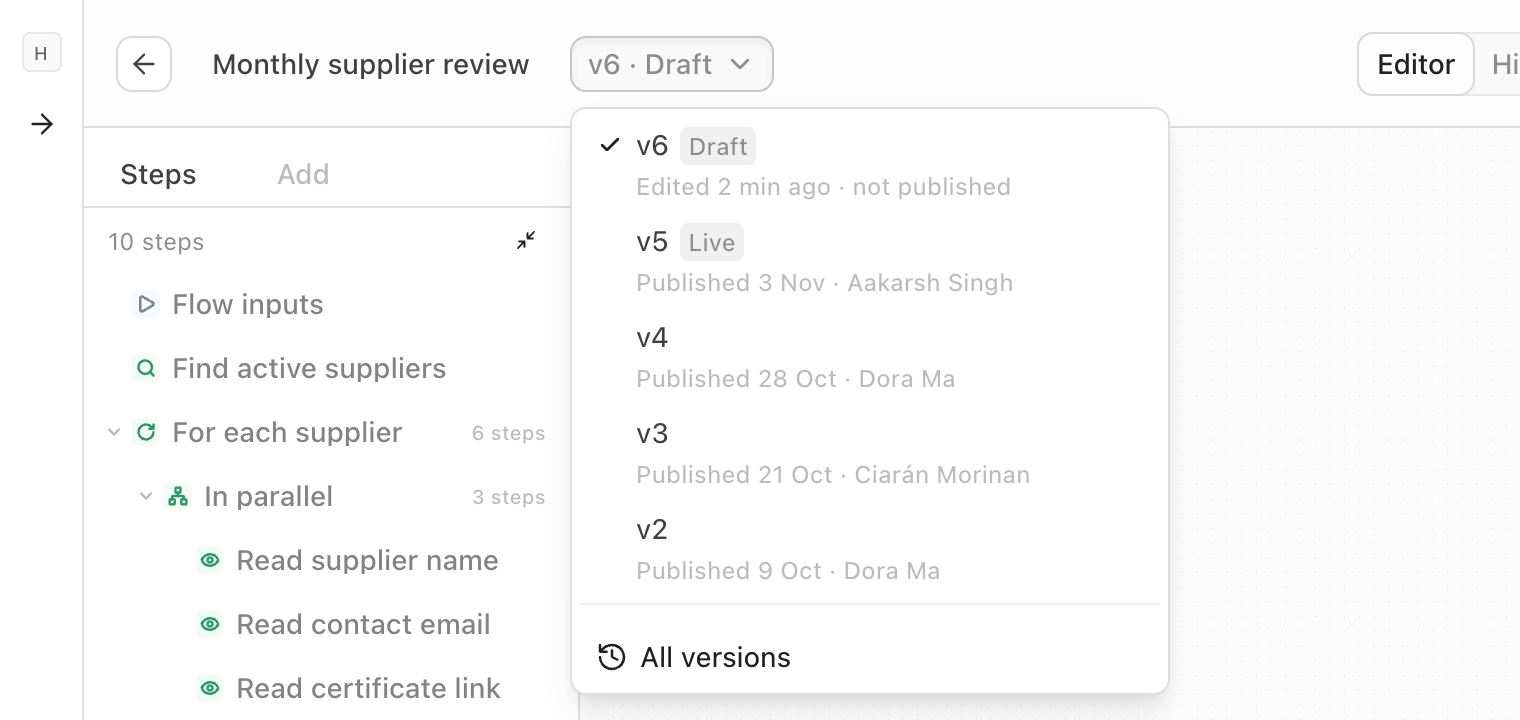 H
Monthly supplier review
v6 · Draft
Editor
Hi
Steps
Add
10 steps
Flow inputs
Find active suppliers
For each supplier
6 steps
In parallel
3 steps
Read supplier name
Read contact email
Read certificate link
v6 Draft
Edited 2 min ago · not published
v5 Live
Published 3 Nov · Aakarsh Singh
v4
Published 28 Oct · Dora Ma
v3
Published 21 Oct · Ciarán Morinan
v2
Published 9 Oct · Dora Ma
All versions